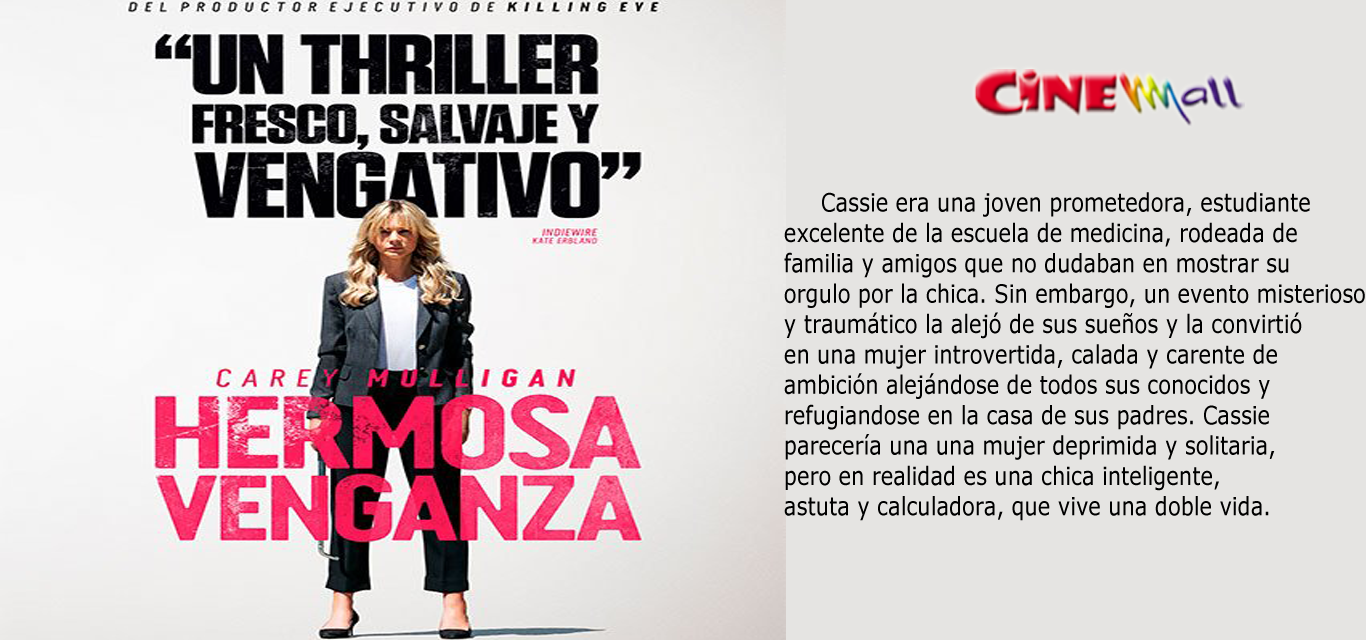 DEL PRODUCTOR EJECUTIVO DE KILLING EVE
“UN THRILLER
FRESCO, SALVAJE Y
VENGATIVO”
INDIEWIRE
KATE ERBLAND
CAREY MULLIGAN
HERMOSA
VENGANZA
CINEMall
Cassie era una joven prometedora, estudiante
excelente de la escuela de medicina, rodeada de
familia y amigos que no dudaban en mostrar su
orgulo por la chica. Sin embargo, un evento misterioso
y traumático la alejó de sus sueños y la convirtió
en una mujer introvertida, calada y carente de
ambición alejándose de todos sus conocidos y
refugiandose en la casa de sus padres. Cassie
parecería una una mujer deprimida y solitaria,
pero en realidad es una chica inteligente,
astuta y calculadora, que vive una doble vida.